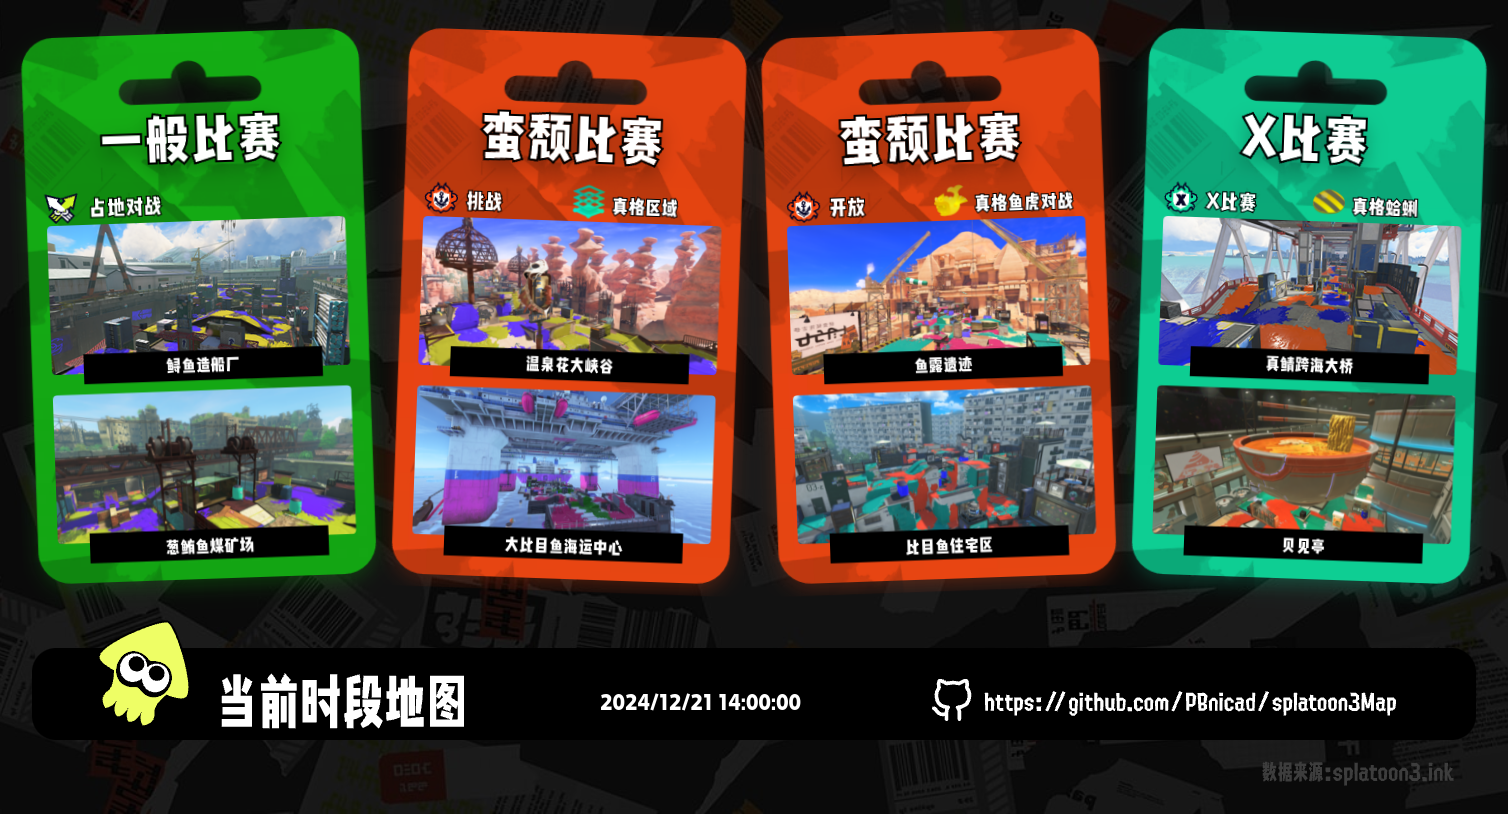 一般比赛
占地对战
鲟鱼造船厂
葱鲔鱼煤矿场
蛮颓比赛
挑战
真格区域
温泉花大峡谷
大比目鱼海运中心
蛮颓比赛
开放
真格鱼虎对战
鱼露遗迹
比目鱼住宅区
X比赛
X比赛
真格蛤蜊
真鲭跨海大桥
贝见亭
当前时段地图
2024/12/21 14:00:00
https://github.com/PBnicad/splatoon3Map
数据来源:splatoon3.ink